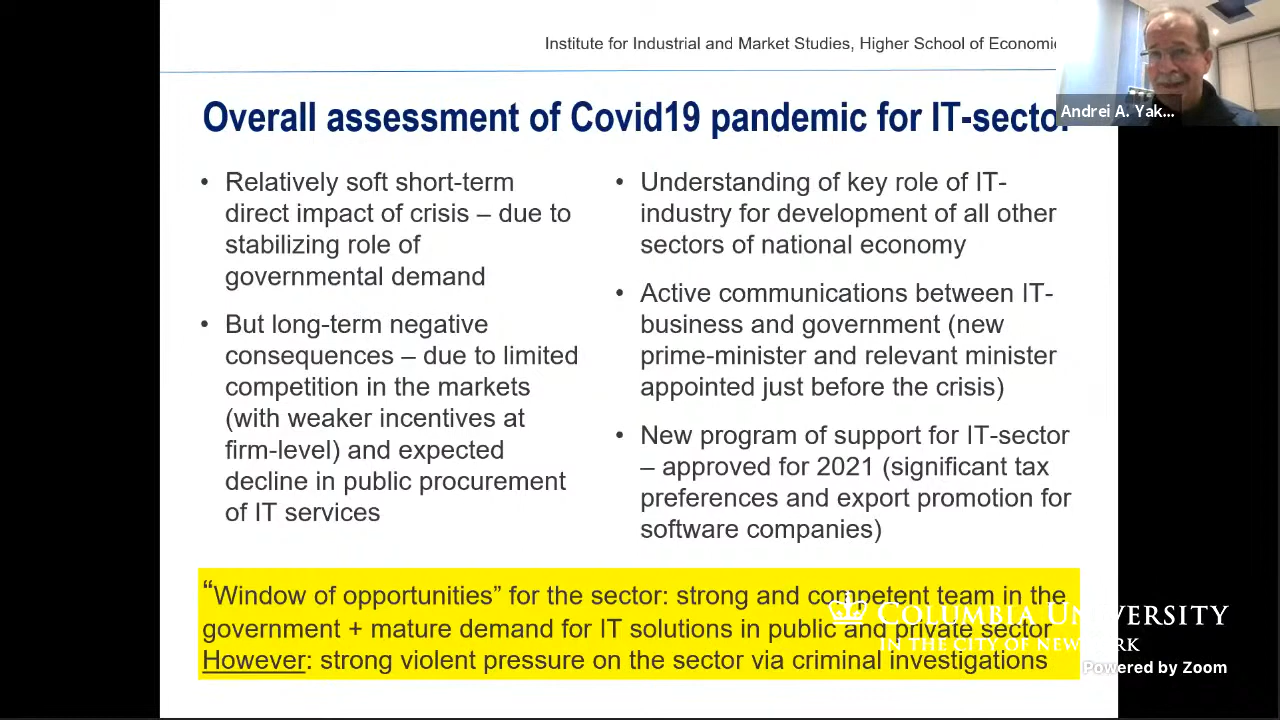 Institute for Industrial and Market Studies, Higher School of Economic
Andrei A. Yak...
Overall assessment of Covid19 pandemic for IT-sector
• Relatively soft short-term
direct impact of crisis – due to
stabilizing role of
governmental demand
• But long-term negative
consequences – due to limited
competition in the markets
(with weaker incentives at
firm-level) and expected
decline in public procurement
of IT services
• Understanding of key role of IT-
industry for development of all other
sectors of national economy
• Active communications between IT-
business and government (new
prime-minister and relevant minister
appointed just before the crisis)
• New program of support for IT-sector
– approved for 2021 (significant tax
preferences and export promotion for
software companies)
“Window of opportunities” for the sector: strong and competent team in the
government + mature demand for IT solutions in public and private sector
However: strong violent pressure on the sector via criminal investigations
COLUMBIA UNIVERSITY
IN THE CITY OF NEW YORK
Powered by Zoom